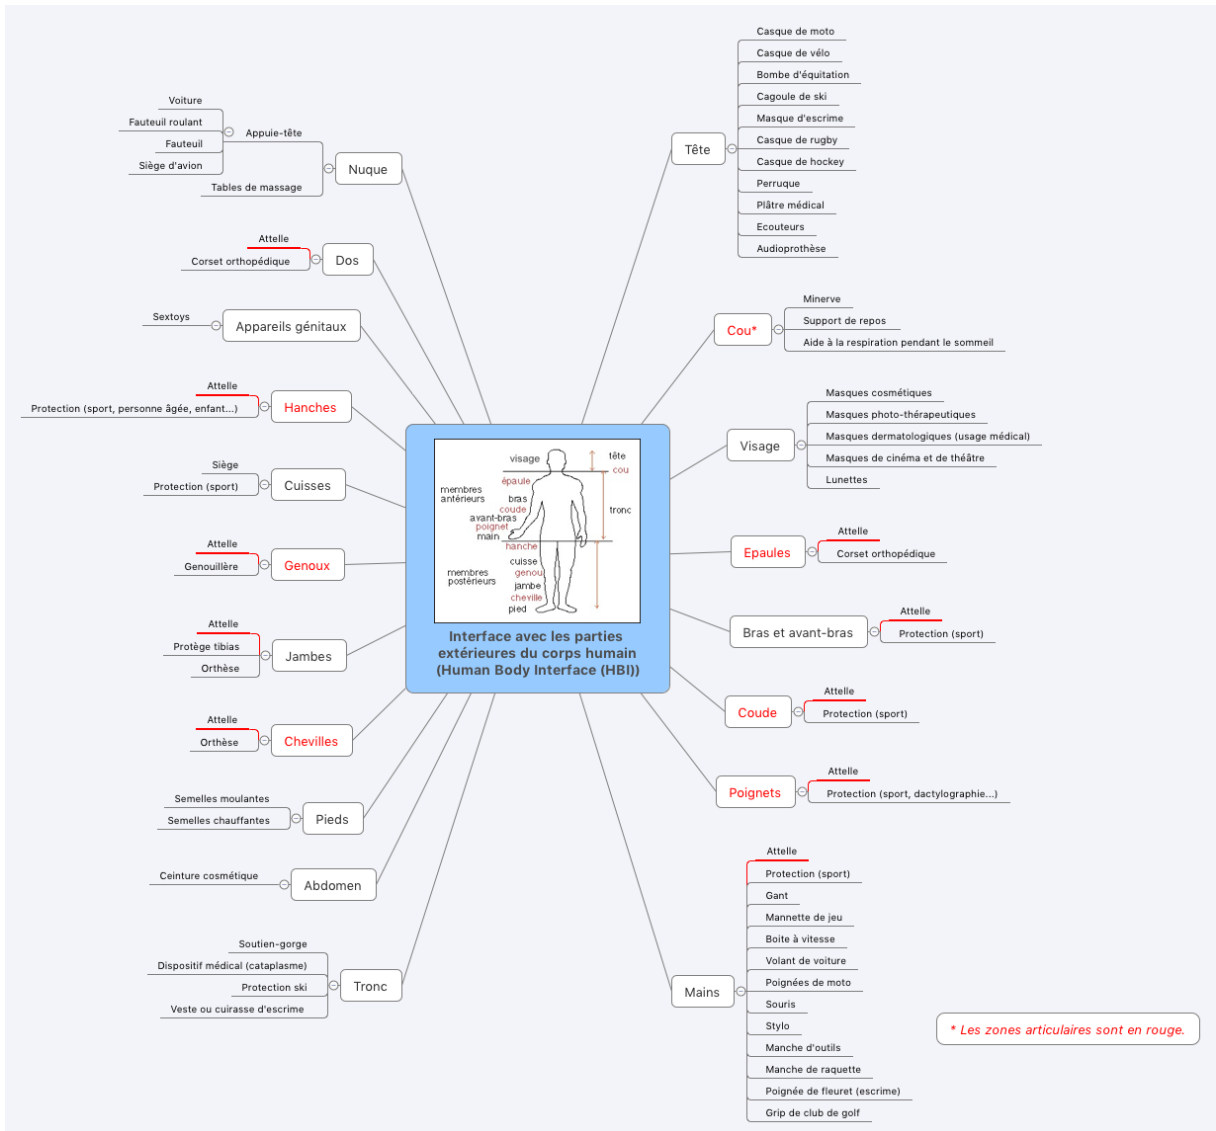 Casque de moto
Casque de vélo
Bombe d'équitation
Cagoule de ski
Masque d'escrime
Casque de rugby
Casque de hockey
Perruque
Plâtre médical
Ecouteurs
Audioprothèse
Tête
Minerve
Support de repos
Aide à la respiration pendant le sommeil
Cou*
Masques cosmétiques
Masques photo-thérapeutiques
Masques dermatologiques (usage médical)
Masques de cinéma et de théâtre
Lunettes
Visage
Attelle
Corset orthopédique
Epaules
Attelle
Protection (sport)
Bras et avant-bras
Attelle
Protection (sport)
Coude
Attelle
Protection (sport, dactylographie...)
Poignets
Attelle
Protection (sport)
Gant
Mannette de jeu
Boite à vitesse
Volant de voiture
Poignées de moto
Souris
Stylo
Manche d'outils
Manche de raquette
Poignée de fleuret (escrime)
Grip de club de golf
Mains
* Les zones articulaires sont en rouge.
Voiture
Fauteuil roulant
Fauteuil
Siège d'avion
Appuie-tête
Tables de massage
Nuque
Attelle
Corset orthopédique
Dos
Sextoys
Appareils génitaux
Attelle
Protection (sport, personne âgée, enfant...)
Hanches
Siège
Protection (sport)
Cuisses
Attelle
Genouillère
Genoux
Attelle
Protège tibias
Orthèse
Jambes
Attelle
Orthèse
Chevilles
Semelles moulantes
Semelles chauffantes
Pieds
Ceinture cosmétique
Abdomen
Soutien-gorge
Dispositif médical (cataplasme)
Protection ski
Veste ou cuirasse d'escrime
Tronc
visage
tête
cou
épaule
membres
antérieurs
bras
coude
avant-bras
poignet
main
tronc
hanche
cuisse
genou
membres
postérieurs
jambe
cheville
pied
Interface avec les parties
extérieures du corps humain
(Human Body Interface (HBI))